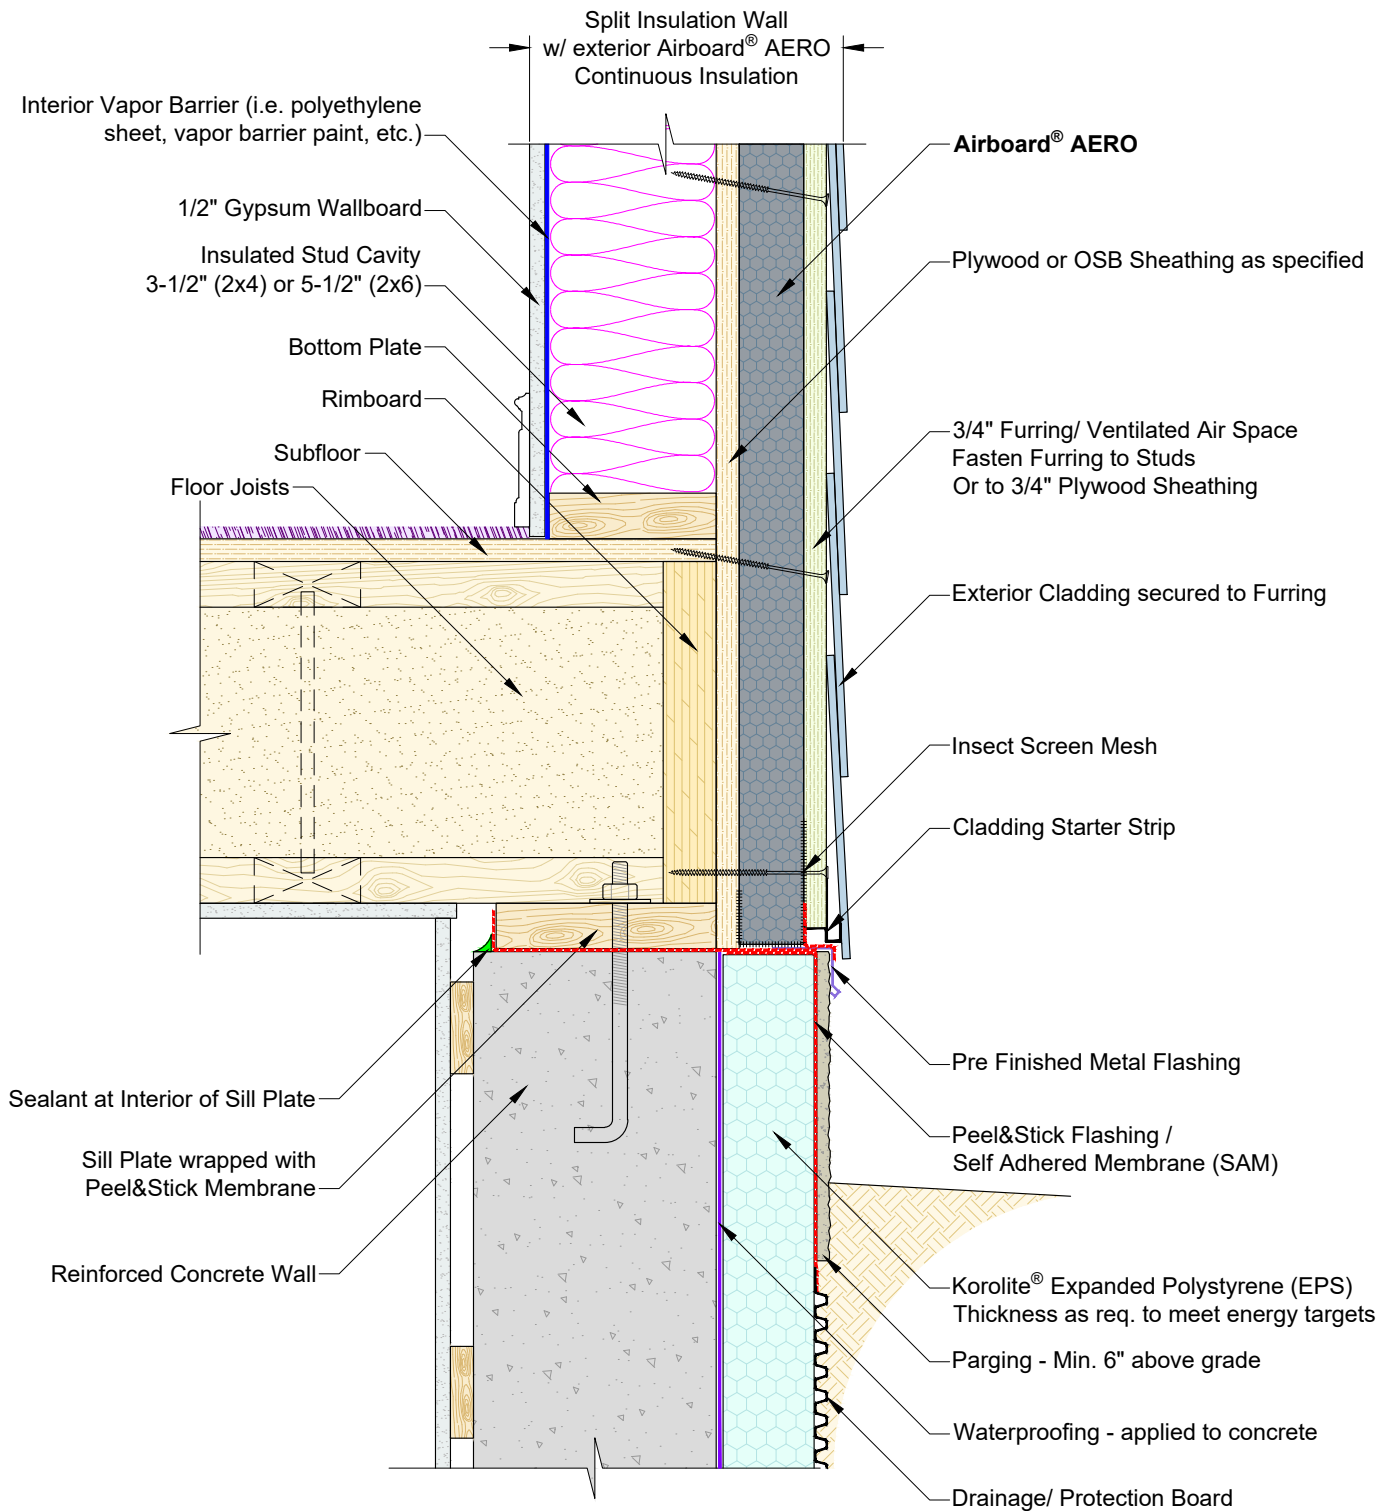 Split Insulation Wall
w/ exterior Airboard® AERO
Continuous Insulation
Interior Vapor Barrier (i.e. polyethylene
sheet, vapor barrier paint, etc.)
1/2" Gypsum Wallboard
Insulated Stud Cavity
3-1/2" (2x4) or 5-1/2" (2x6)
Bottom Plate
Rimboard
Subfloor
Floor Joists
Sealant at Interior of Sill Plate
Sill Plate wrapped with
Peel&Stick Membrane
Reinforced Concrete Wall
Airboard® AERO
Plywood or OSB Sheathing as specified
3/4" Furring/ Ventilated Air Space
Fasten Furring to Studs
Or to 3/4" Plywood Sheathing
Exterior Cladding secured to Furring
Insect Screen Mesh
Cladding Starter Strip
Pre Finished Metal Flashing
Peel&Stick Flashing /
Self Adhered Membrane (SAM)
Korolite® Expanded Polystyrene (EPS)
Thickness as req. to meet energy targets
Parging - Min. 6" above grade
Waterproofing - applied to concrete
Drainage/ Protection Board